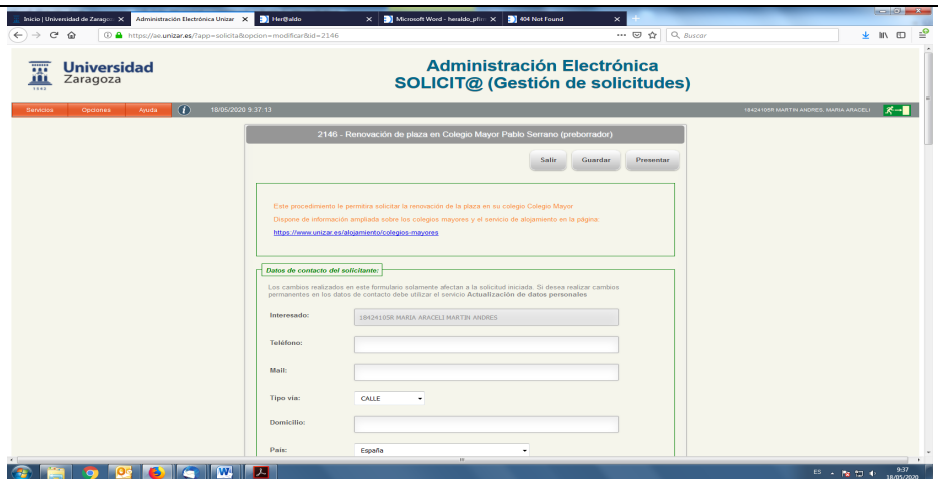 Inicio | Universidad de Zaragoz
Administración Electrónica Unizar
Her@aldo
Microsoft Word - heraldo_pfirm
404 Not Found
https://ae.unizar.es/?app=solicita&opcion=modificar&id=2146
Buscar
Universidad
Zaragoza
1542
Administración Electrónica
SOLICIT@ (Gestión de solicitudes)
Servicios
Opciones
Ayuda
18/05/2020 9:37:13
18424105R MARTIN ANDRES, MARIA ARACELI
2146 - Renovación de plaza en Colegio Mayor Pablo Serrano (preborrador)
Salir
Guardar
Presentar
Este procedimiento le permitira solicitar la renovación de la plaza en su colegio Colegio Mayor
Dispone de información ampliada sobre los colegios mayores y el servicio de alojamiento en la página:
https://www.unizar.es/alojamiento/colegios-mayores
Datos de contacto del solicitante:
Los cambios realizados en este formulario solamente afectan a la solicitud iniciada. Si desea realizar cambios
permanentes en los datos de contacto debe utilizar el servicio Actualización de datos personales
Interesado:
18424105R MARIA ARACELI MARTIN ANDRES
Teléfono:
Mail:
Tipo vía:
CALLE
Domicilio:
País:
España
ES
9:37
18/05/2020